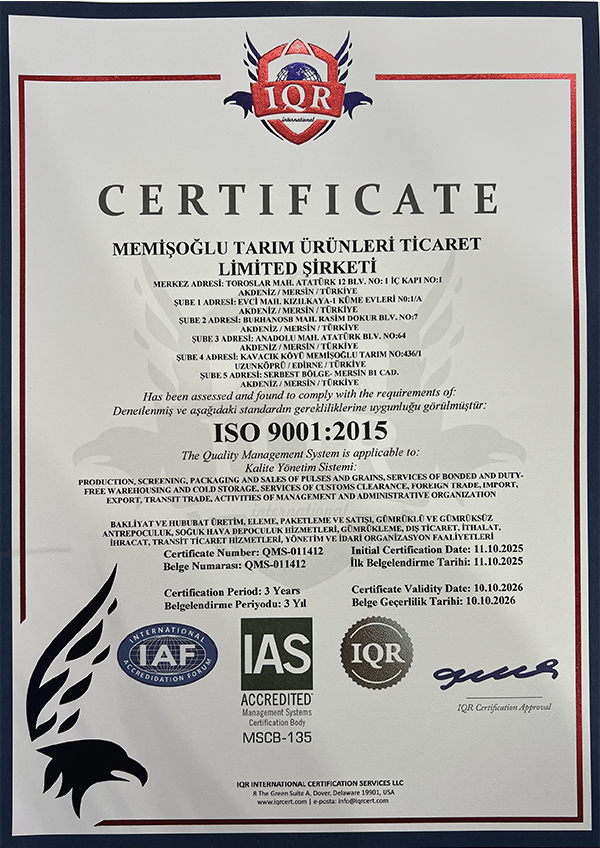 IQR
international
CERTIFICATE
MEMİŞOĞLU TARIM ÜRÜNLERİ TİCARET
LİMİTED ŞİRKETİ
MERKEZ ADRESİ: TOROSLAR MAH. ATATÜRK 12 BLV. NO: 1 İÇ KAPI NO:1
AKDENİZ / MERSİN / TÜRKİYE
ŞUBE 1 ADRESİ: EVCİ MAH. KIZILKAYA-1 KÜME EVLERİ N0:1/A
AKDENİZ / MERSİN / TÜRKİYE
ŞUBE 2 ADRESİ: BURHANOSB MAH. RASİM DOKUR BLV. NO:7
AKDENİZ / MERSİN / TÜRKİYE
ŞUBE 3 ADRESİ: ANADOLU MAH. ATATÜRK BLV. NO:64
AKDENİZ / MERSİN / TÜRKİYE
ŞUBE 4 ADRESİ: KAVACIK KÖYÜ MEMİŞOĞLU TARIM NO:436/1
UZUNKÖPRÜ / EDİRNE / TÜRKİYE
ŞUBE 5 ADRESİ: SERBEST BÖLGE- MERSİN B1 CAD.
AKDENİZ / MERSİN / TÜRKİYE
Has been assessed and found to comply with the requirements of:
Denetlenmiş ve aşağıdaki standardın gerekliliklerine uygunluğu görülmüştür:
ISO 9001:2015
The Quality Management System is applicable to:
Kalite Yönetim Sistemi:
PRODUCTION, SCREENING, PACKAGING AND SALES OF PULSES AND GRAINS, SERVICES OF BONDED AND DUTY-
FREE WAREHOUSING AND COLD STORAGE, SERVICES OF CUSTOMS CLEARANCE, FOREIGN TRADE, IMPORT,
EXPORT, TRANSIT TRADE, ACTIVITIES OF MANAGEMENT AND ADMINISTRATIVE ORGANIZATION
international
BAKLİYAT VE HUBUBAT ÜRETİM, ELEME, PAKETLEME VE SATIŞI, GÜMRÜKLÜ VE GÜMRÜKSÜZ
ANTREPOCULUK, SOĞUK HAVA DEPOCULUK HİZMETLERİ, GÜMRÜKLEME, DIŞ TİCARET, İTHALAT,
İHRACAT, TRANSİT TİCARET HİZMETLERİ, YÖNETİM VE İDARİ ORGANİZASYON FAALİYETLERİ
Certificate Number: QMS-011412 Initial Certification Date: 11.10.2025
Belge Numarası: QMS-011412 İlk Belgelendirme Tarihi: 11.10.2025
Certification Period: 3 Years Certificate Validity Date: 10.10.2026
Belgelendirme Periyodu: 3 Yıl Belge Geçerlilik Tarihi: 10.10.2026
INTERNATIONAL
IAF
ACCREDITATION FORUM
IAS
ACCREDITED
Management Systems
Certification Body
MSCB-135
IQR
IQR Certification Approval
IQR INTERNATIONAL CERTIFICATION SERVICES LLC
8 The Green Suite A, Dover, Delaware 19901, USA
www.iqrcert.com | e-posta: info@iqrcert.com